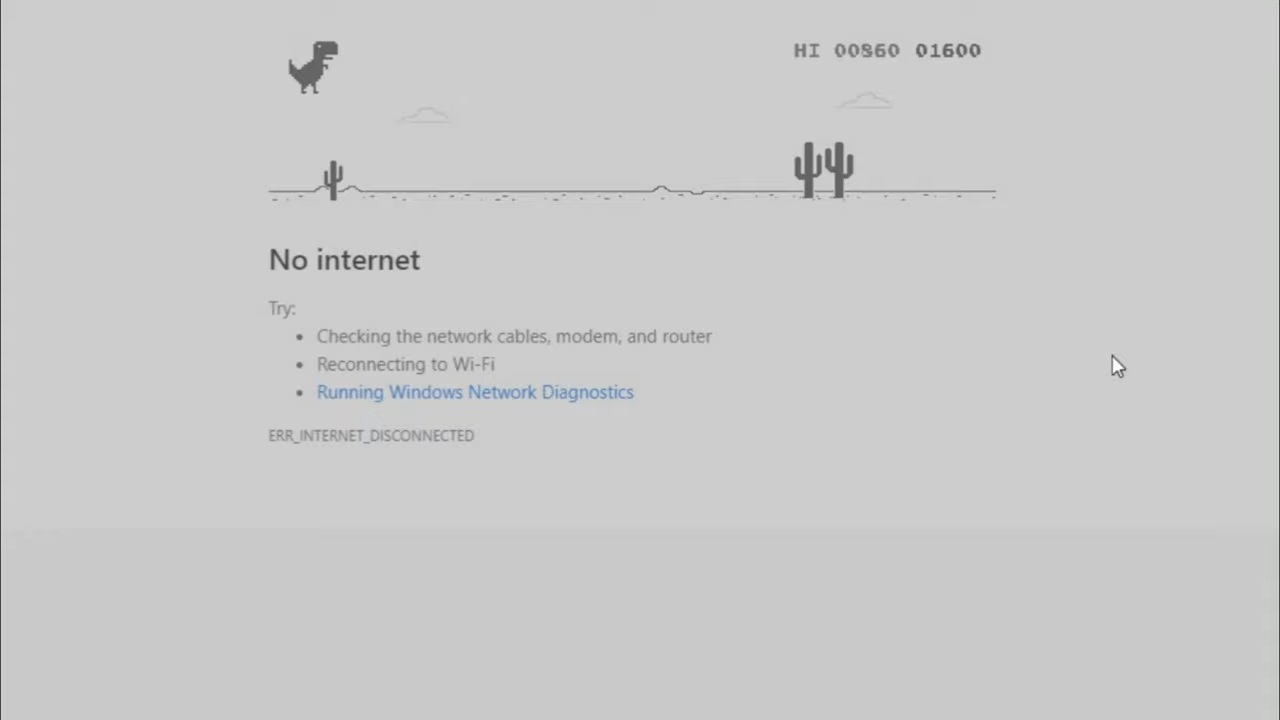 HI 00860 01600
No internet
Try:
• Checking the network cables, modem, and router
• Reconnecting to Wi-Fi
• Running Windows Network Diagnostics
ERR_INTERNET_DISCONNECTED